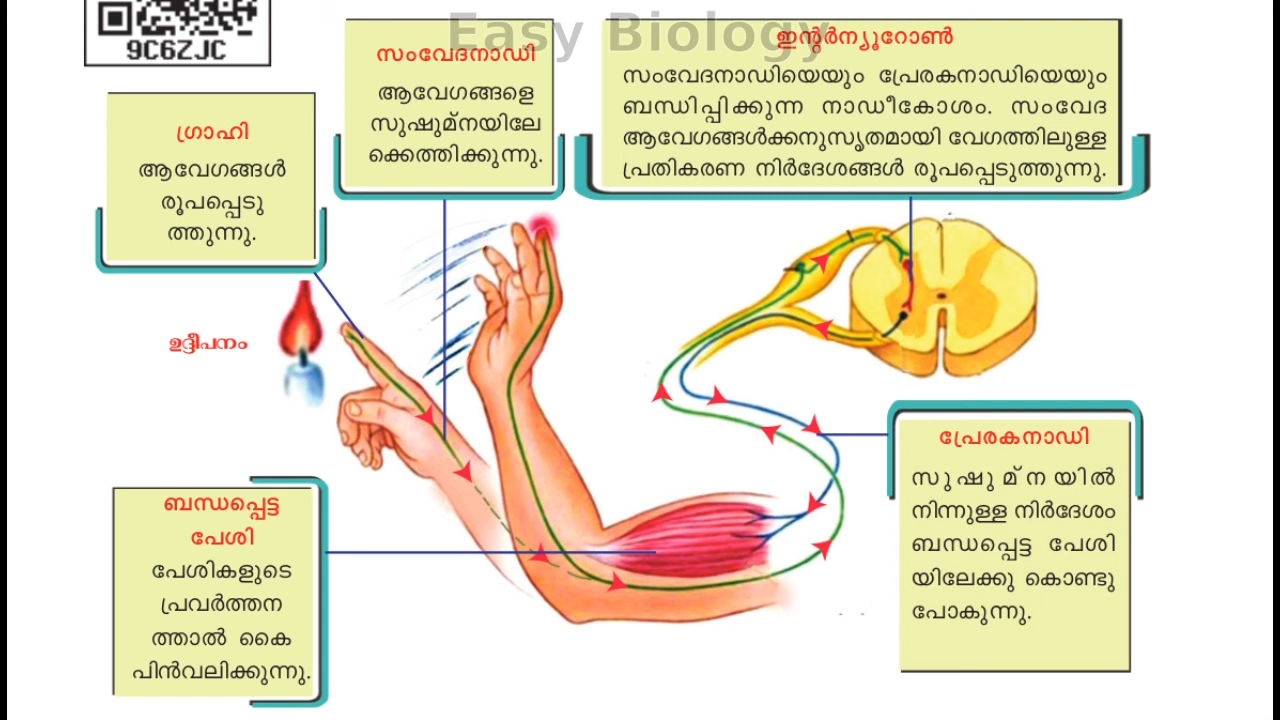 9C6ZJC
Easy Biology
ഗ്രാഹി
ആവേഗങ്ങൾ
രൂപപ്പെടു
ത്തുന്നു.
സംവേദനാഡി
ആവേഗങ്ങളെ
സുഷുമ്നയിലേ
ക്കെത്തിക്കുന്നു.
ഇന്റർന്യൂറോൺ
സംവേദനാഡിയെയും പ്രേരകനാഡിയെയും
ബന്ധിപ്പിക്കുന്ന നാഡീകോശം. സംവേദ
ആവേഗങ്ങൾക്കനുസൃതമായി വേഗത്തിലുള്ള
പ്രതികരണ നിർദേശങ്ങൾ രൂപപ്പെടുത്തുന്നു.
ഉദ്ദീപനം
ബന്ധപ്പെട്ട
പേശി
പേശികളുടെ
പ്രവർത്തന
ത്താൽ കൈ
പിൻവലിക്കുന്നു.
പ്രേരകനാഡി
സുഷുമ്നയിൽ
നിന്നുള്ള നിർദേശം
ബന്ധപ്പെട്ട പേശി
യിലേക്കു കൊണ്ടു
പോകുന്നു.